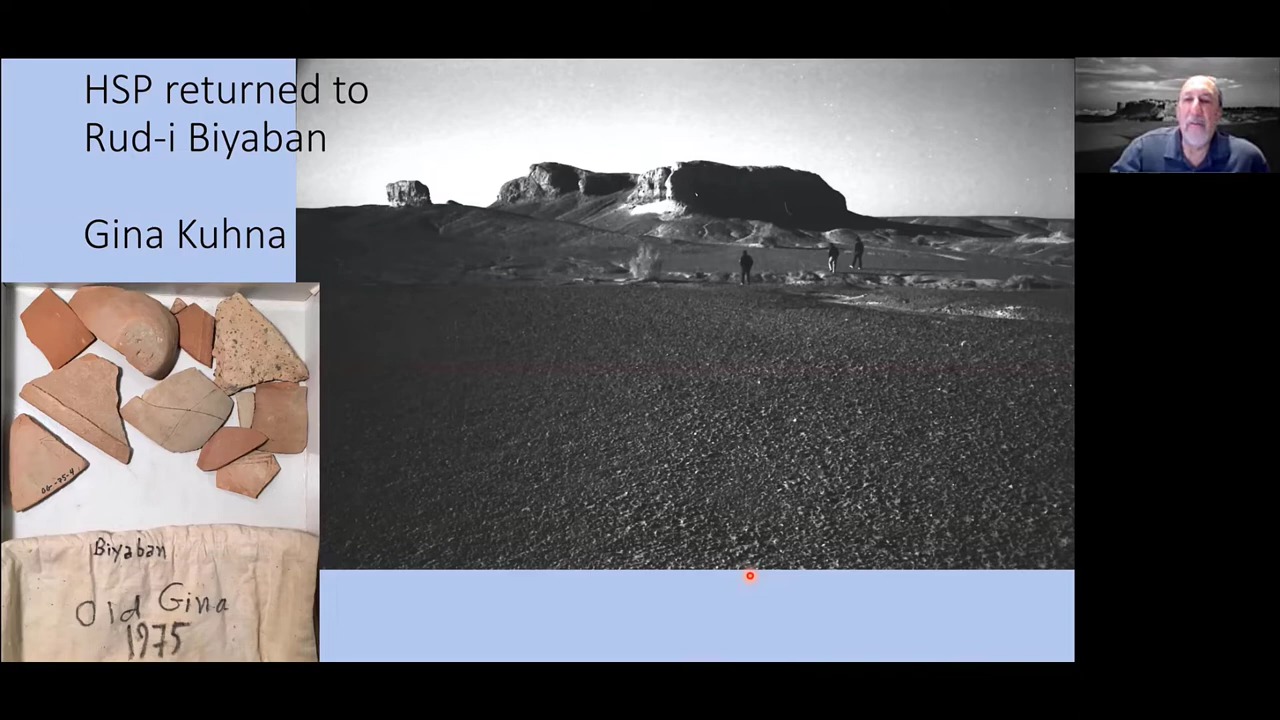 HSP returned to
Rud-i Biyaban
Gina Kuhna
Biyaban
Old Gina
1975